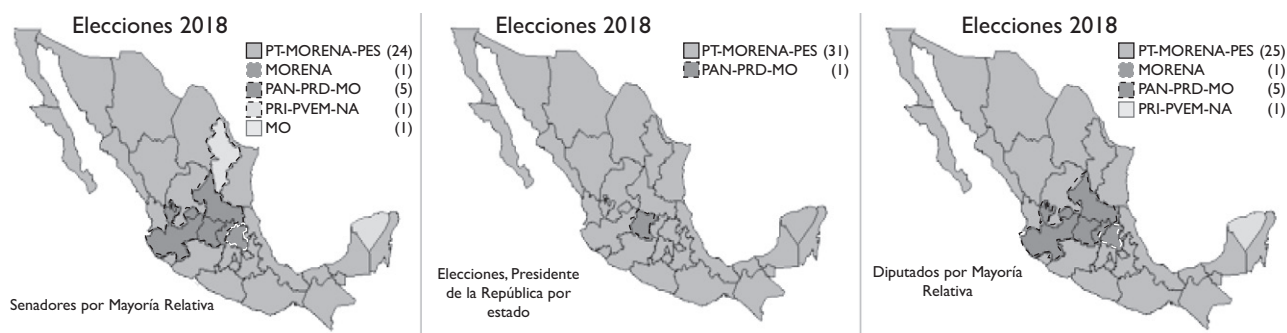 Elecciones 2018
PT-MORENA-PES (24)
MORENA (1)
PAN-PRD-MO (5)
PRI-PVEM-NA (1)
MO (1)
Senadores por Mayoría Relativa
Elecciones 2018
PT-MORENA-PES (31)
PAN-PRD-MO (1)
Elecciones, Presidente
de la República por
estado
Elecciones 2018
PT-MORENA-PES (25)
MORENA (1)
PAN-PRD-MO (5)
PRI-PVEM-NA (1)
Diputados por Mayoría
Relativa